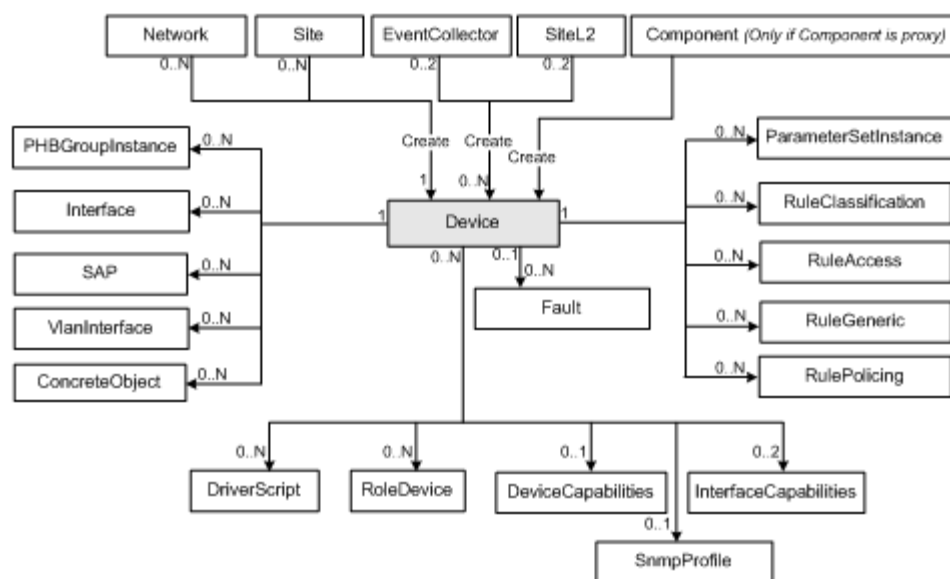 Network
Site
EventCollector
SiteL2
Component (Only if Component is proxy)
0..N
0..N
0..2
0..2
Create
Create
Create
1
0..N
PHBGroupInstance
0..N
Interface
0..N
SAP
0..N
VlanInterface
0..N
ConcreteObject
0..N
1
Device
1
0..N
0..1
0..N
Fault
0..N
ParameterSetInstance
0..N
RuleClassification
0..N
RuleAccess
0..N
RuleGeneric
0..N
RulePolicing
0..N
0..N
0..1
0..2
DriverScript
RoleDevice
DeviceCapabilities
InterfaceCapabilities
0..1
SnmpProfile